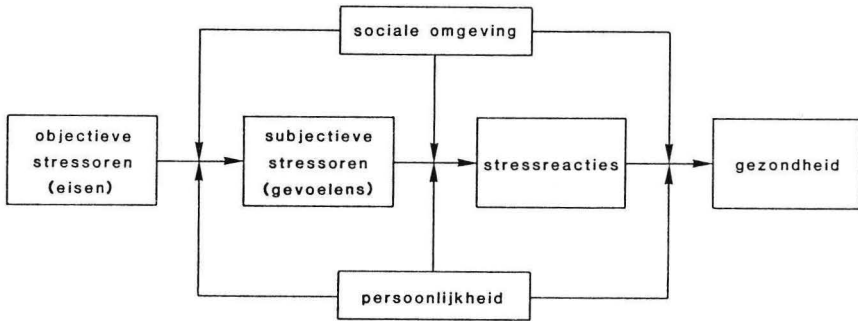 sociale omgeving
objectieve
stressoren
(eisen)
subjectieve
stressoren
(gevoelens)
stressreacties
gezondheid
persoonlijkheid